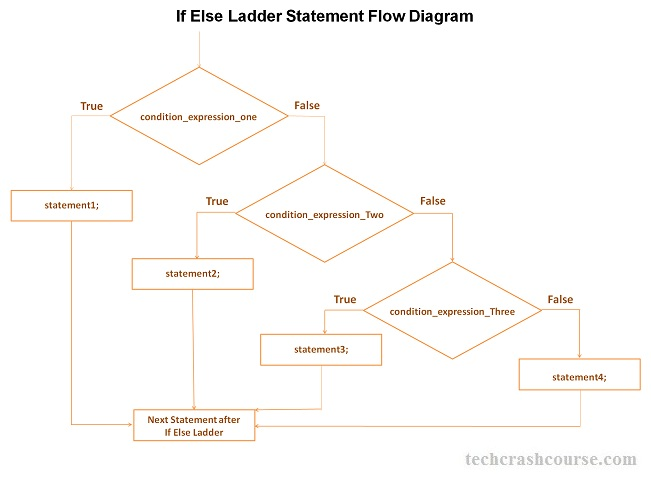 If Else Ladder Statement Flow Diagram
True
False
condition_expression_one
statement1;
True
False
condition_expression_Two
statement2;
True
False
condition_expression_Three
statement3;
statement4;
Next Statement after
If Else Ladder
techcrashcourse.com